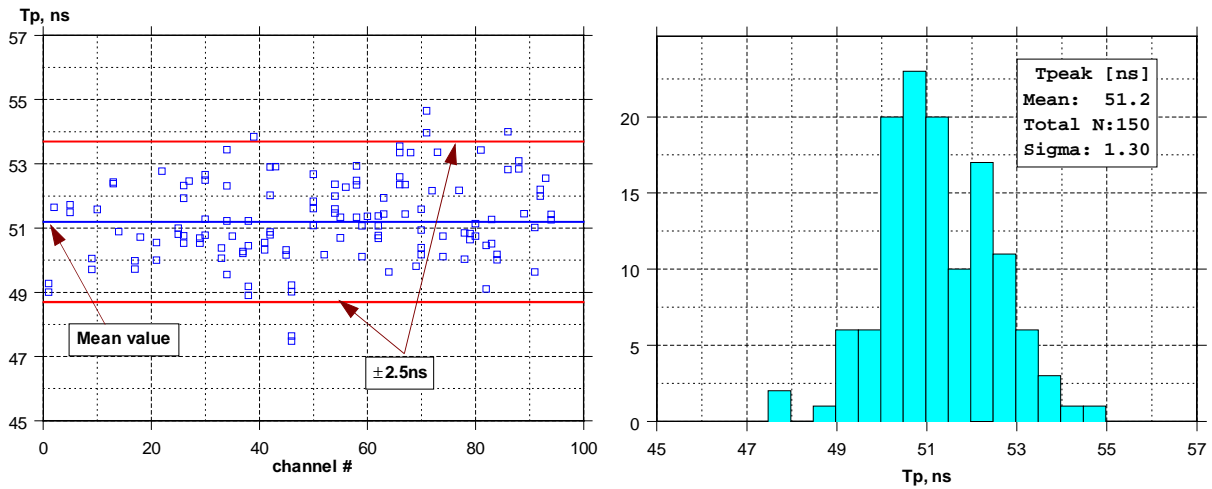 Tp, ns
57
55
53
51
49
47
45
Mean value
±2.5ns
0 20 40 60 80 100
channel #
20
15
10
5
0
Tpeak [ns]
Mean: 51.2
Total N:150
Sigma: 1.30
45 47 49 51 53 55 57
Tp, ns